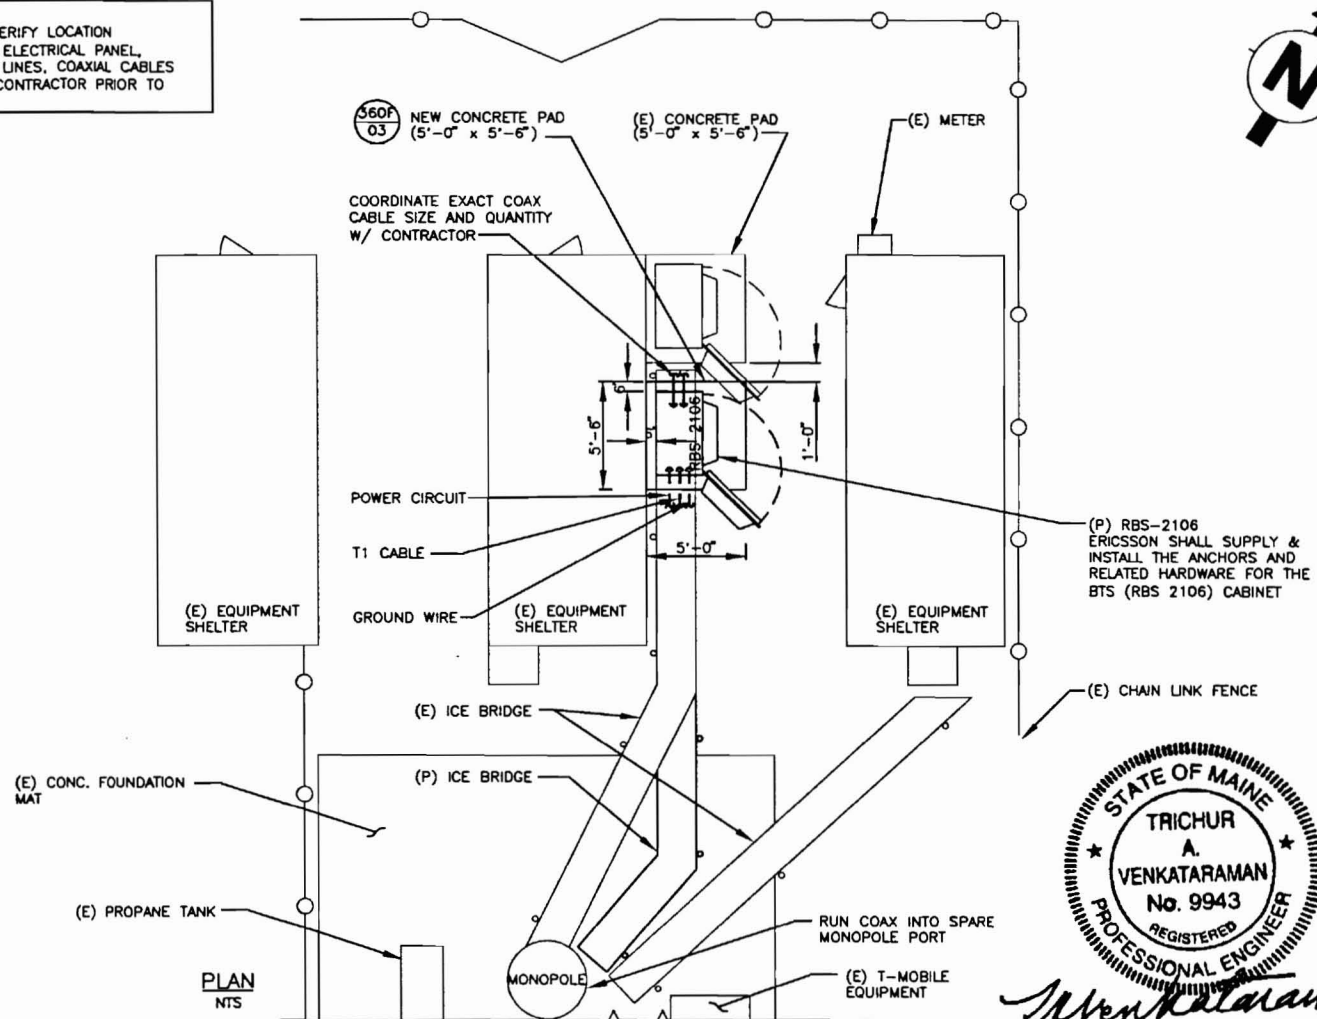 ERIFY LOCATION
ELECTRICAL PANEL,
LINES, COAXIAL CABLES
CONTRACTOR PRIOR TO
N
360F
03
NEW CONCRETE PAD
(5'-0" x 5'-6")
(E) CONCRETE PAD
(5'-0" x 5'-6")
(E) METER
COORDINATE EXACT COAX
CABLE SIZE AND QUANTITY
W/ CONTRACTOR
6"
5'-6"
RBS 2106
1'-0"
5'-0"
POWER CIRCUIT
T1 CABLE
GROUND WIRE
(P) RBS-2106
ERICSSON SHALL SUPPLY &
INSTALL THE ANCHORS AND
RELATED HARDWARE FOR THE
BTS (RBS 2106) CABINET
(E) EQUIPMENT
SHELTER
(E) EQUIPMENT
SHELTER
(E) EQUIPMENT
SHELTER
(E) ICE BRIDGE
(E) CHAIN LINK FENCE
(P) ICE BRIDGE
(E) CONC. FOUNDATION
MAT
(E) PROPANE TANK
RUN COAX INTO SPARE
MONOPOLE PORT
MONOPOLE
(E) T-MOBILE
EQUIPMENT
PLAN
NTS
STATE OF MAINE
TRICHUR
A.
VENKATARAMAN
No. 9943
REGISTERED
PROFESSIONAL ENGINEER